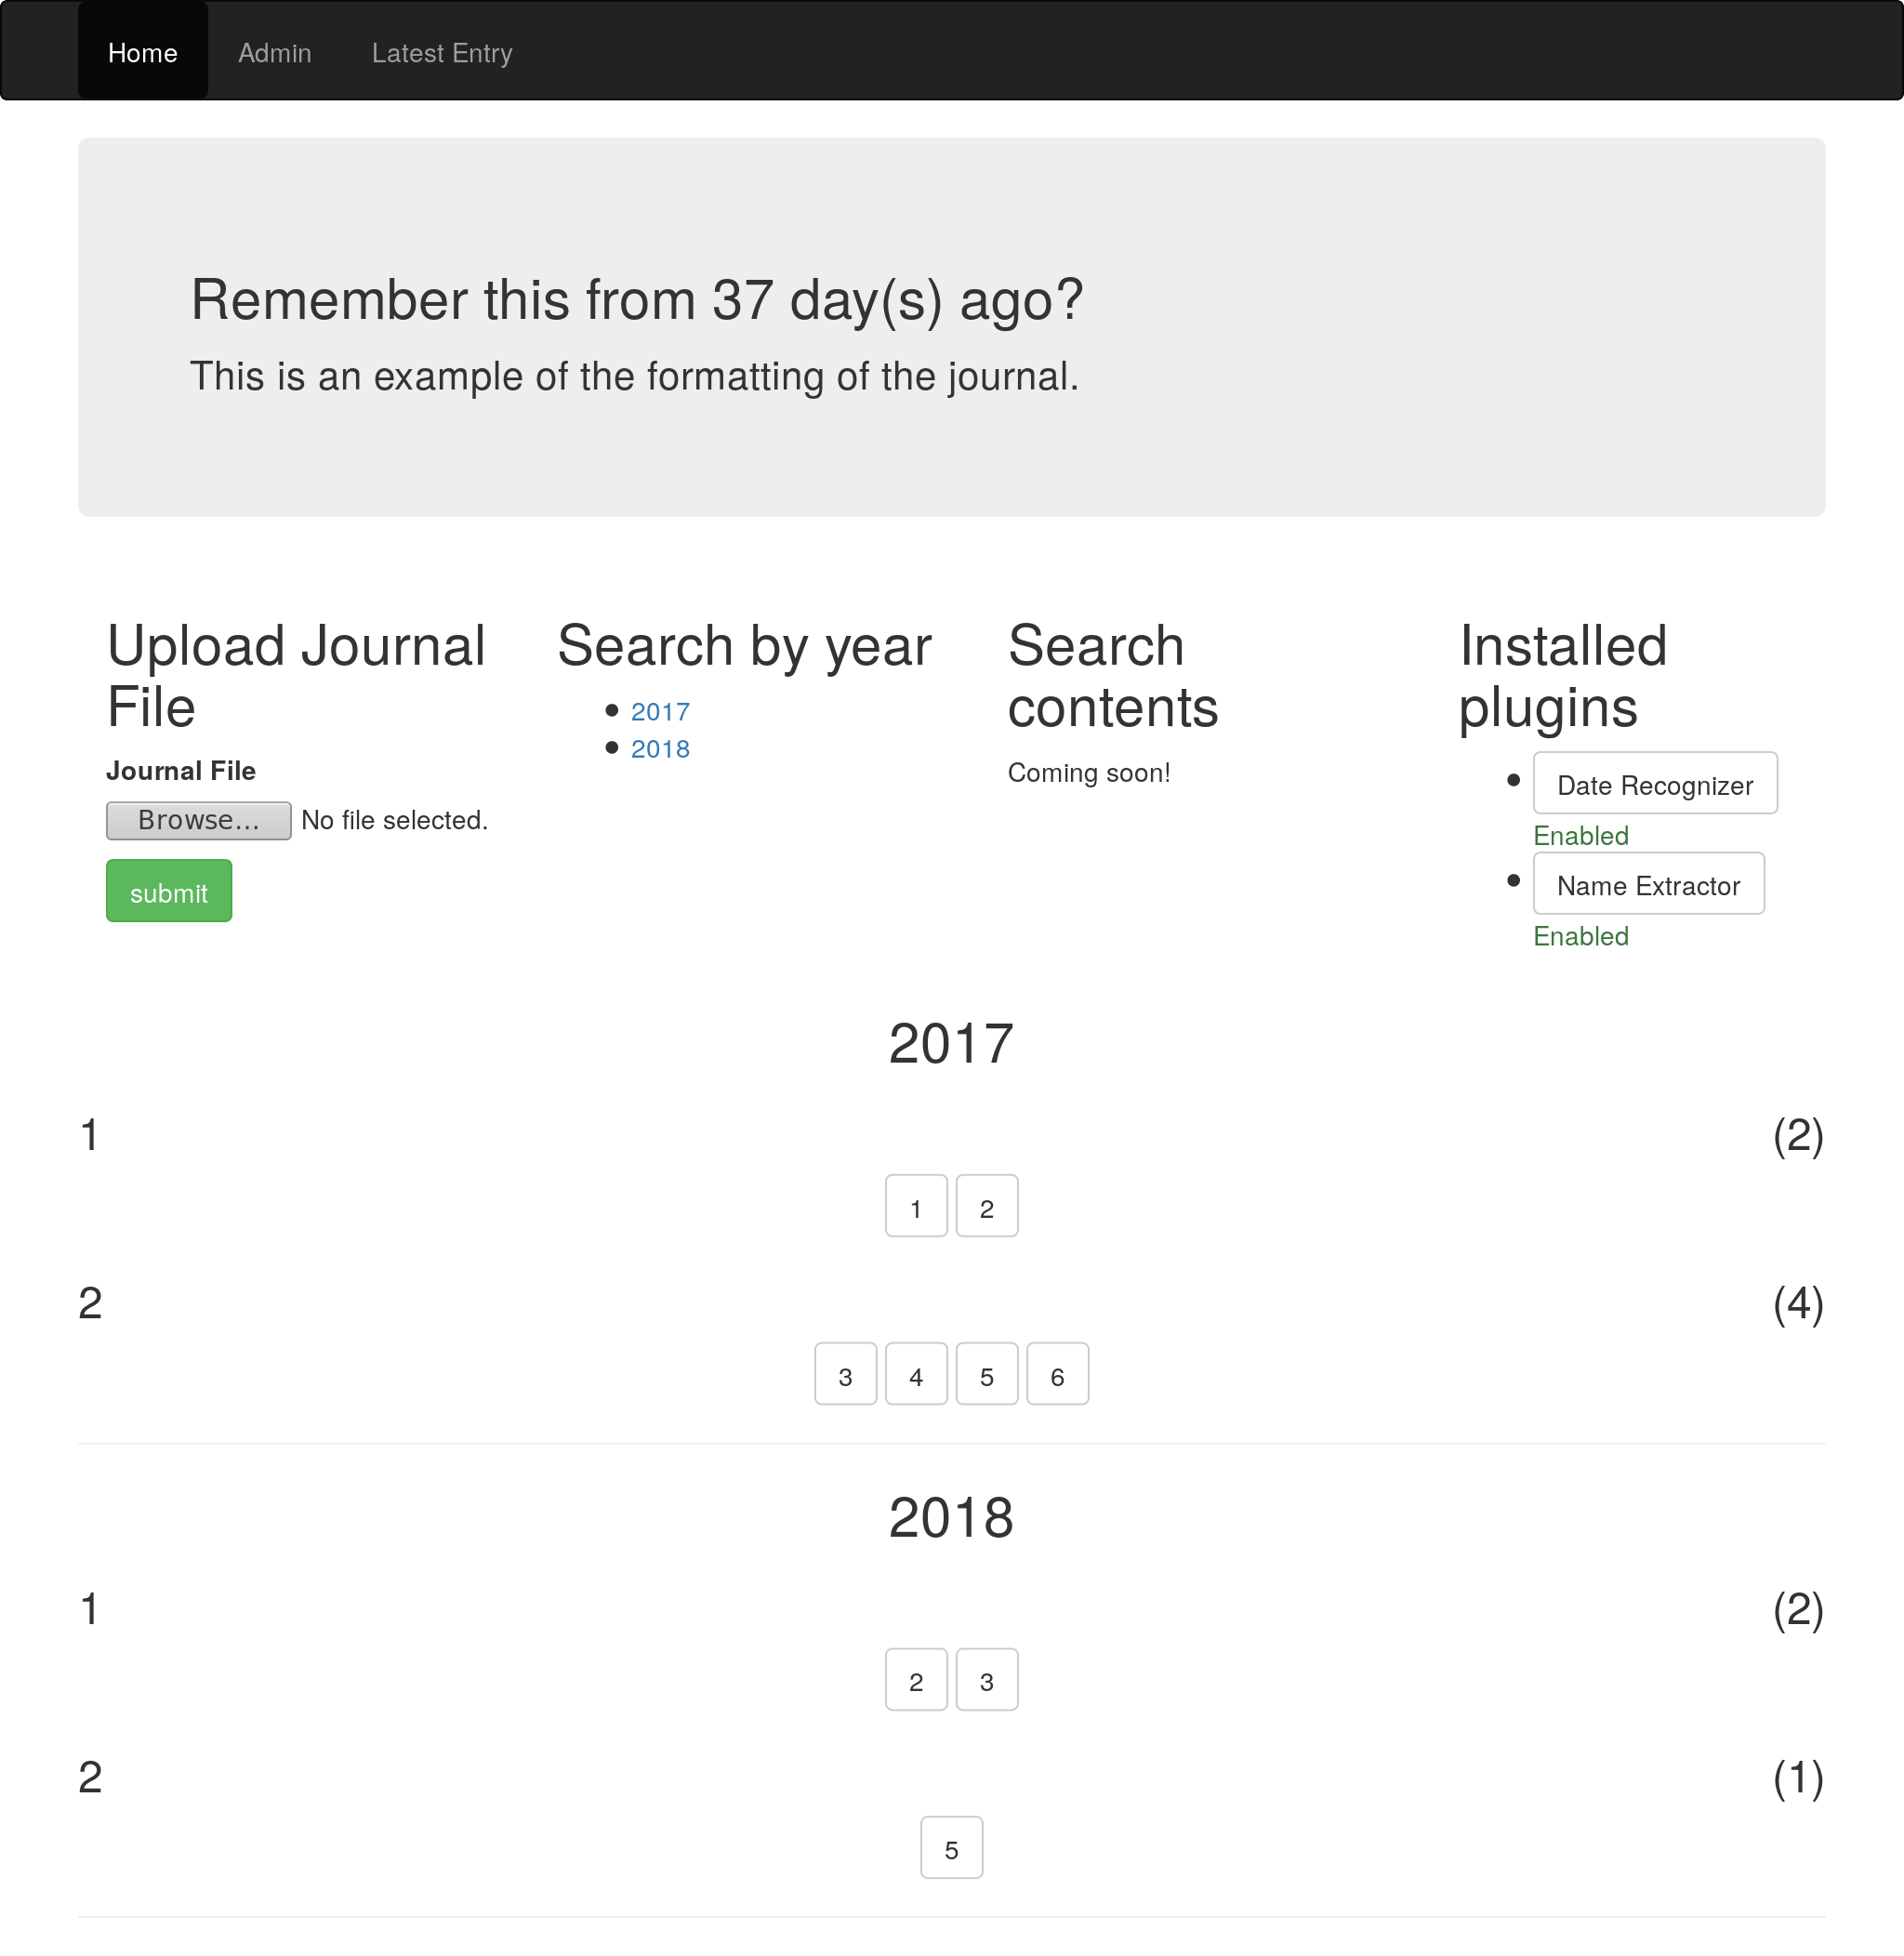 Home Admin Latest Entry
Remember this from 37 day(s) ago?
This is an example of the formatting of the journal.
Upload Journal
File
Journal File
Browse... No file selected.
submit
Search by year
2017
2018
Search
contents
Coming soon!
Installed
plugins
Date Recognizer
Enabled
Name Extractor
Enabled
2017
1 (2)
1 2
2 (4)
3 4 5 6
2018
1 (2)
2 3
2 (1)
5